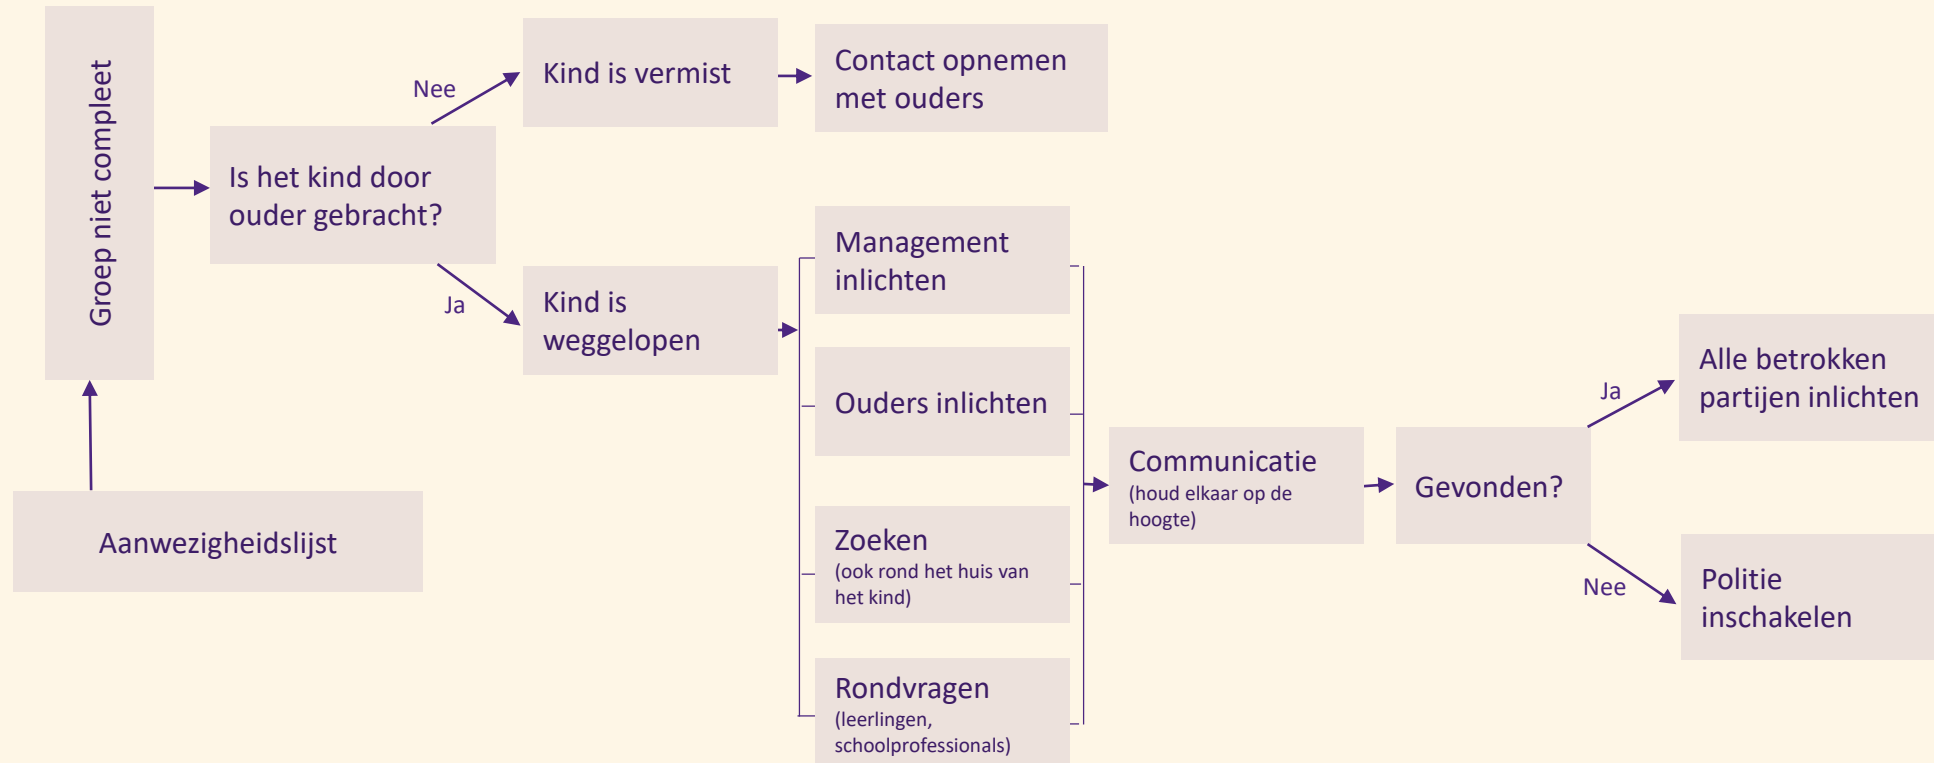 Groep niet compleet
Aanwezigheidslijst
Is het kind door
ouder gebracht?
Nee
Kind is vermist
Contact opnemen
met ouders
Ja
Kind is
weggelopen
Management
inlichten
Ouders inlichten
Zoeken
(ook rond het huis van
het kind)
Rondvragen
(leerlingen,
schoolprofessionals)
Communicatie
(houd elkaar op de
hoogte)
Gevonden?
Ja
Alle betrokken
partijen inlichten
Nee
Politie
inschakelen